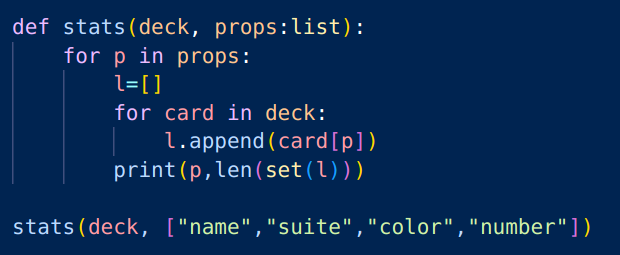 def stats(deck, props:list):
    for p in props:
        l=[]
        for card in deck:
            l.append(card[p])
        print(p,len(set(l)))

stats(deck, ["name","suite","color","number"])